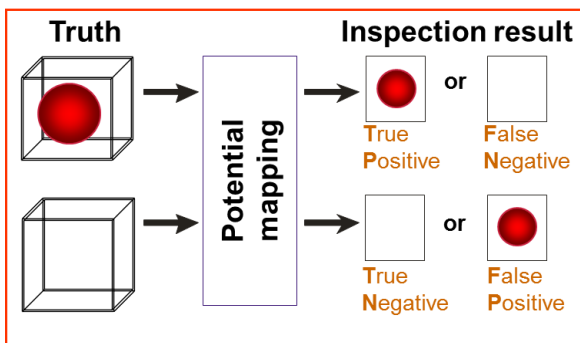 Truth
Inspection result
Potential
mapping
or
True
Positive
False
Negative
or
True
Negative
False
Positive